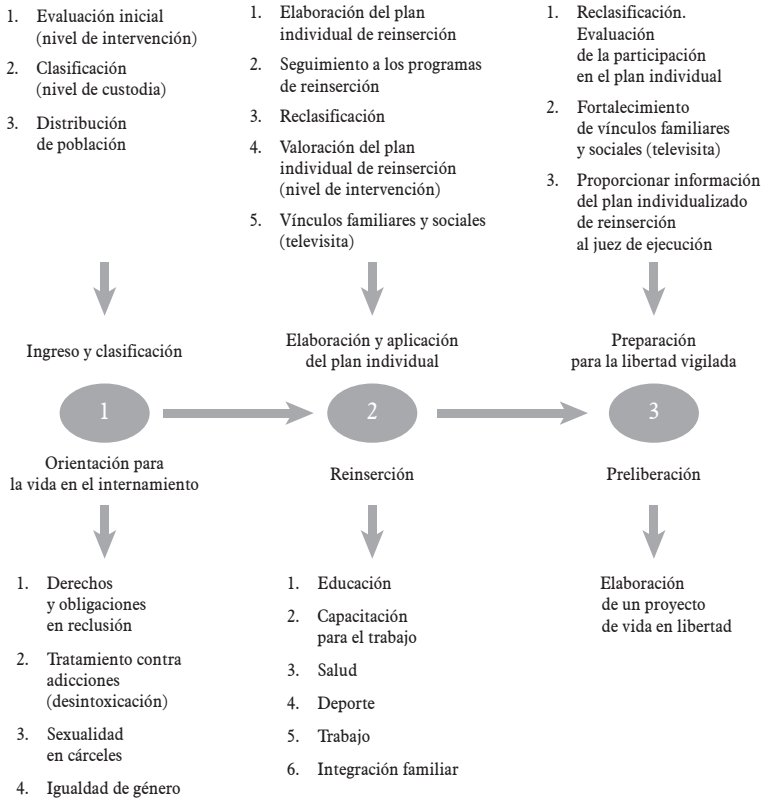 1. Evaluación inicial
(nivel de intervención)
2. Clasificación
(nivel de custodia)
3. Distribución
de población
1. Elaboración del plan
individual de reinserción
2. Seguimiento a los programas
de reinserción
3. Reclasificación
4. Valoración del plan
individual de reinserción
(nivel de intervención)
5. Vínculos familiares y sociales
(televisita)
1. Reclasificación.
Evaluación
de la participación
en el plan individual
2. Fortalecimiento
de vínculos familiares
y sociales (televisita)
3. Proporcionar información
del plan individualizado
de reinserción
al juez de ejecución
Ingreso y clasificación
Elaboración y aplicación
del plan individual
Preparación
para la libertad vigilada
1
2
3
Orientación para
la vida en el internamiento
Reinserción
Preliberación
1. Derechos
y obligaciones
en reclusión
2. Tratamiento contra
adicciones
(desintoxicación)
3. Sexualidad
en cárceles
4. Igualdad de género
1. Educación
2. Capacitación
para el trabajo
3. Salud
4. Deporte
5. Trabajo
6. Integración familiar
Elaboración
de un proyecto
de vida en libertad